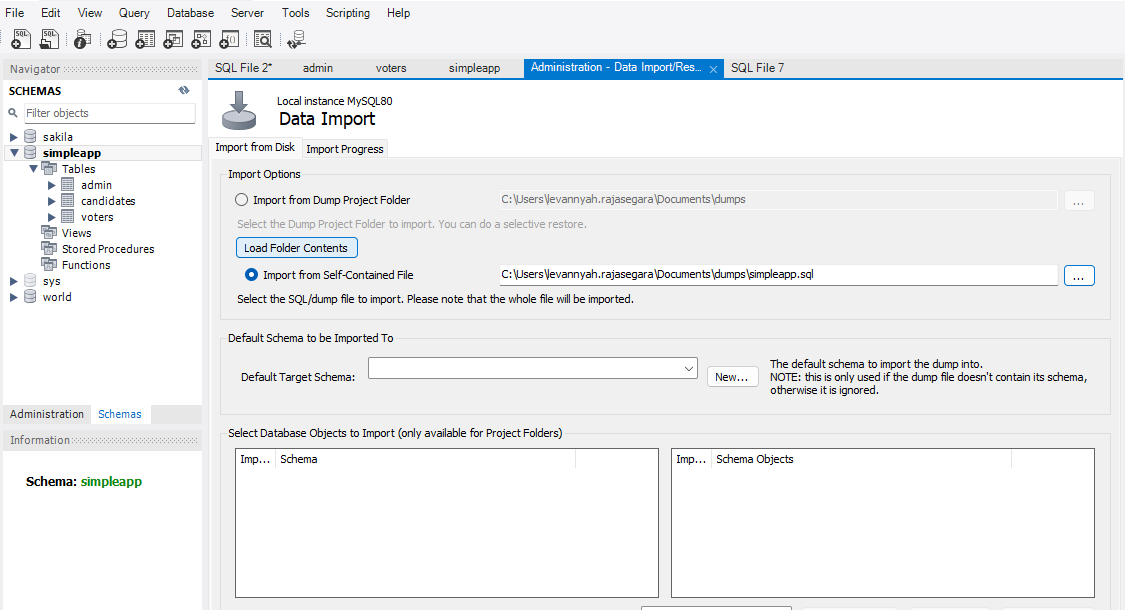 File Edit View Query Database Server Tools Scripting Help
SQL SQL i f()
Navigator
SCHEMAS
Filter objects
sakila
simpleapp
Tables
admin
candidates
voters
Views
Stored Procedures
Functions
sys
world
Administration Schemas
Information
Schema: simpleapp
SQL File 2* admin voters simpleapp Administration - Data Import/Res... × SQL File 7
Local instance MySQL80
Data Import
Import from Disk Import Progress
Import Options
Import from Dump Project Folder C:\Users\levannyah.rajasegara\Documents\dumps ...
Select the Dump Project Folder to import. You can do a selective restore.
Load Folder Contents
Import from Self-Contained File C:\Users\levannyah.rajasegara\Documents\dumps\simpleapp.sql ...
Select the SQL/dump file to import. Please note that the whole file will be imported.
Default Schema to be Imported To
Default Target Schema: New...
The default schema to import the dump into.
NOTE: this is only used if the dump file doesn't contain its schema,
otherwise it is ignored.
Select Database Objects to Import (only available for Project Folders)
Imp... Schema
Imp... Schema Objects